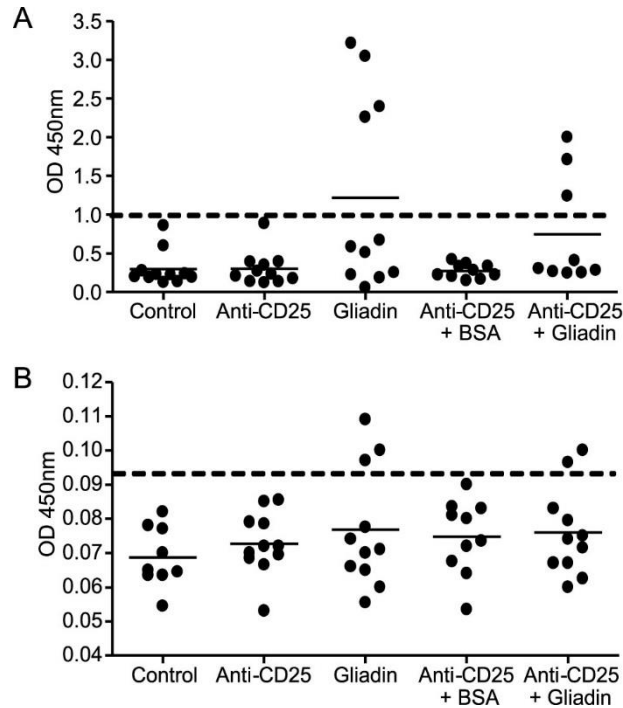 A
OD 450nm
3.5
3.0
2.5
2.0
1.5
1.0
0.5
0.0
Control Anti-CD25 Gliadin Anti-CD25 Anti-CD25
+ BSA + Gliadin
B
OD 450nm
0.12
0.11
0.10
0.09
0.08
0.07
0.06
0.05
0.04
Control Anti-CD25 Gliadin Anti-CD25 Anti-CD25
+ BSA + Gliadin